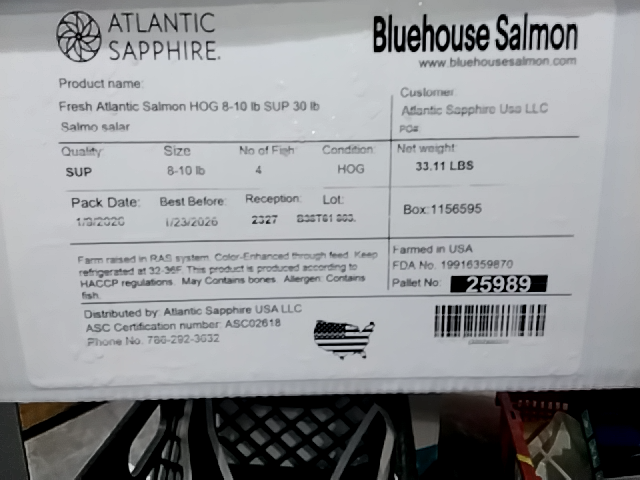 ATLANTIC
SAPPHIRE.
Bluehouse Salmon
www.bluehousesalmon.com
Product name:
Fresh Atlantic Salmon HOG 8-10 lb SUP 30 lb
Salmo salar
Customer:
Atlantic Sapphire Usa LLC
PO#:
Quality Size No of Fish Condition
SUP 8-10 lb 4 HOG
Net weight:
33.11 LBS
Pack Date: Best Before: Reception: Lot:
1/23/2026 2327
Box:1156595
Farm raised in RAS system. Color-Enhanced through feed. Keep
refrigerated at 32-36F. This product is produced according to
HACCP regulations. May Contains bones. Allergen: Contains
fish.
Farmed in USA
FDA No. 19916359870
Pallet No: 25989
Distributed by: Atlantic Sapphire USA LLC
ASC Certification number: ASC02618
Phone No. 786-292-3632